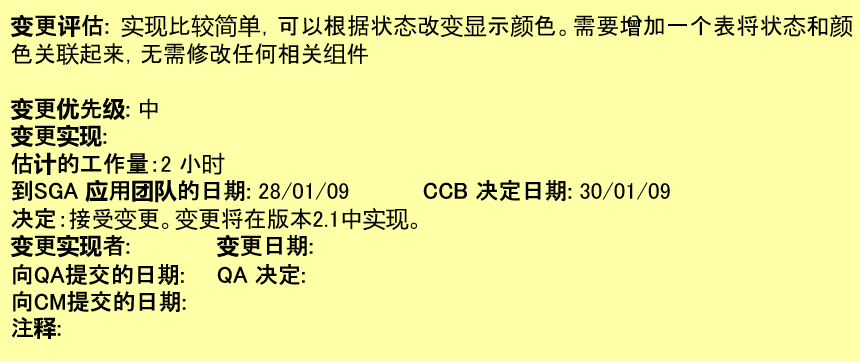 变更评估: 实现比较简单，可以根据状态改变显示颜色。需要增加一个表将状态和颜
色关联起来，无需修改任何相关组件
变更优先级: 中
变更实现:
估计的工作量:2 小时
到SGA 应用团队的日期: 28/01/09 CCB 决定日期: 30/01/09
决定:接受变更。变更将在版本2.1中实现。
变更实现者: 变更日期:
向QA提交的日期: QA 决定:
向CM提交的日期:
注释: